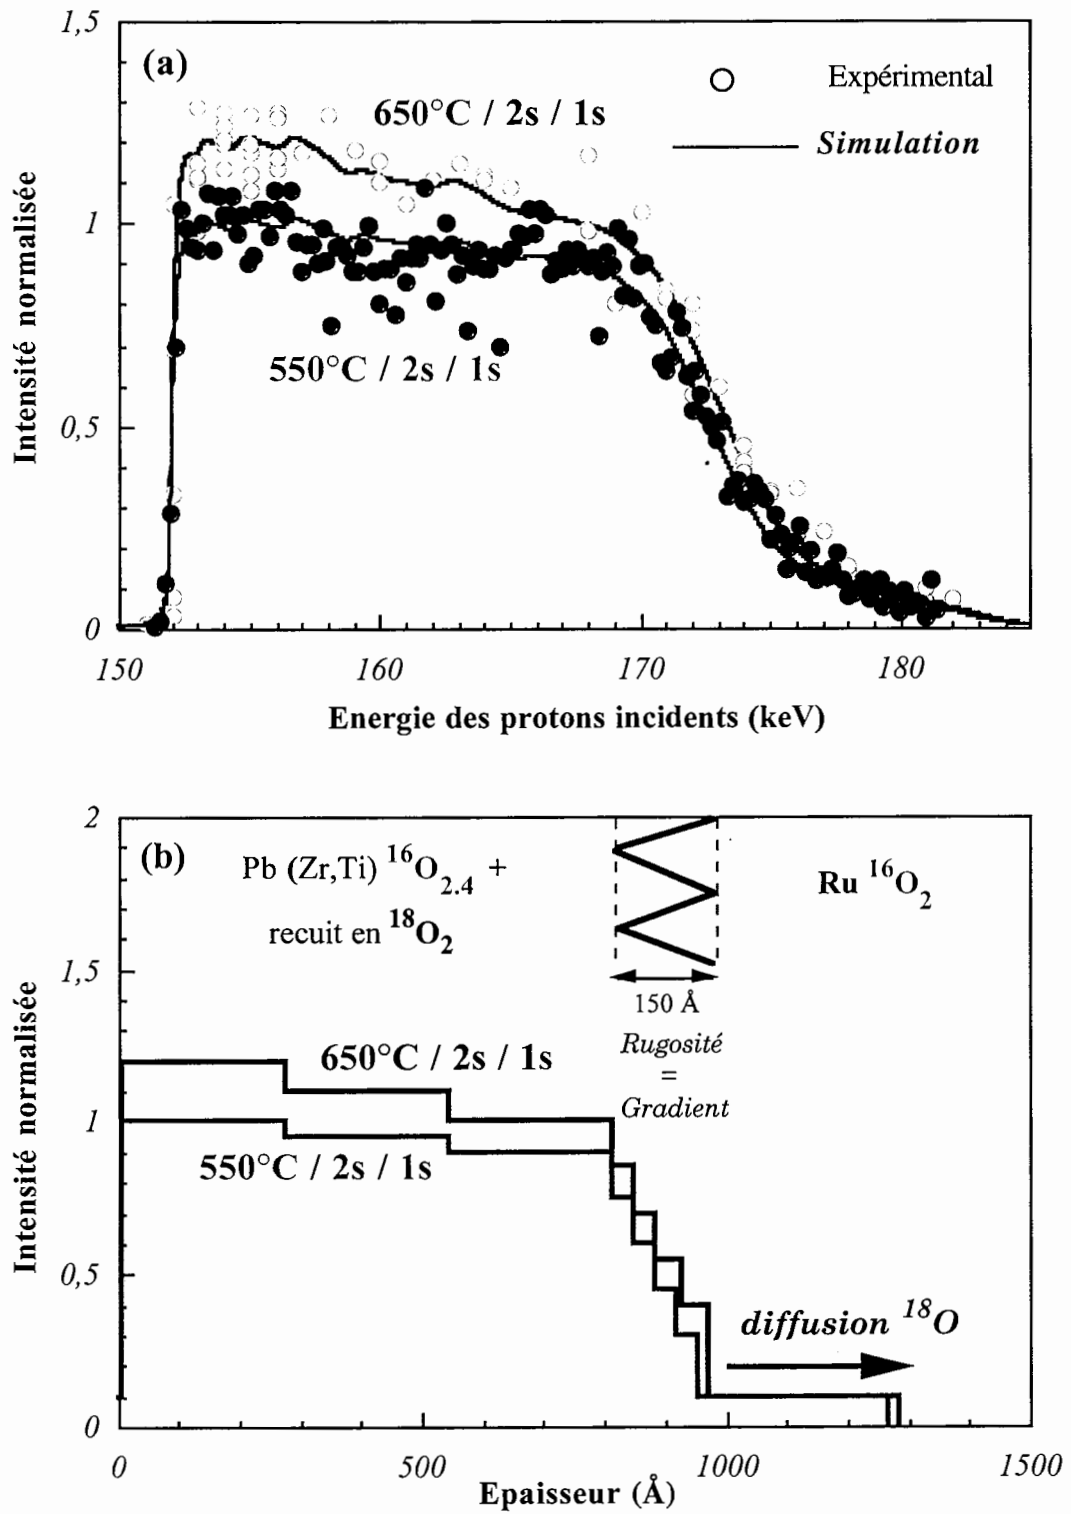 1,5
(a)
Expérimental
650°C / 2s / 1s
Simulation
Intensité normalisée
1
550°C / 2s / 1s
0,5
0
150
160
170
180
Energie des protons incidents (keV)
2
(b)
Pb (Zr,Ti) ¹⁶O₂.₄ +
Ru ¹⁶O₂
recuit en ¹⁸O₂
1,5
150 Å
Rugosité
=
Gradient
650°C / 2s / 1s
Intensité normalisée
1
550°C / 2s / 1s
0,5
diffusion ¹⁸O
0
0
500
1000
1500
Epaisseur (Å)